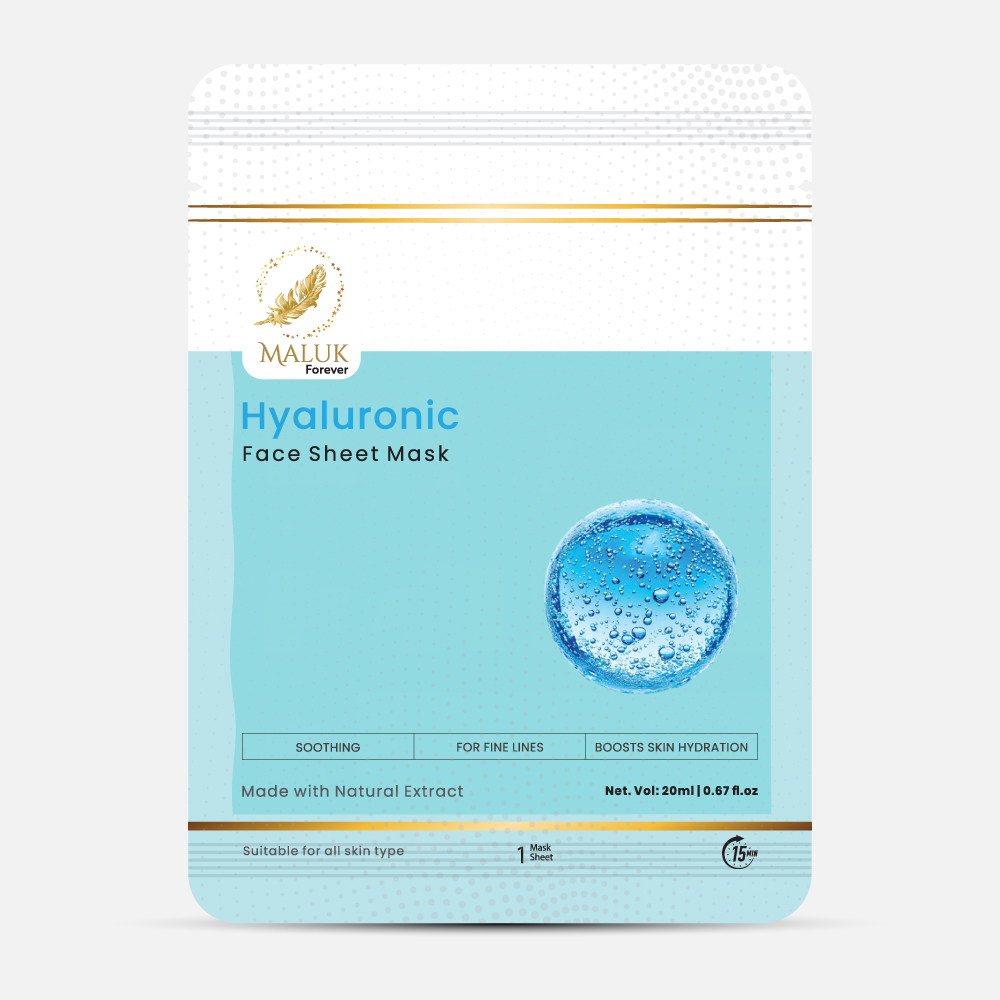 MALUK
Forever
Hyaluronic
Face Sheet Mask
SOOTHING
FOR FINE LINES
BOOSTS SKIN HYDRATION
Made with Natural Extract
Net. Vol: 20ml | 0.67 fl.oz
Suitable for all skin type
1 Mask Sheet
15 MIN